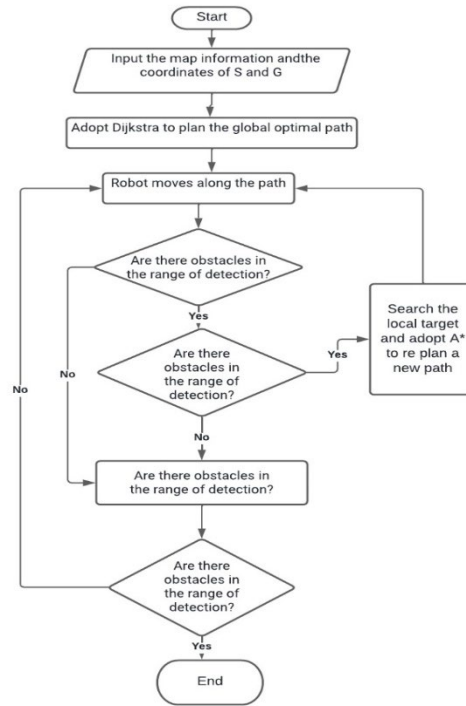 Start
Input the map information andthe
coordinates of S and G
Adopt Dijkstra to plan the global optimal path
Robot moves along the path
Are there obstacles in
the range of detection?
Yes
Are there
obstacles in
the range of
detection?
Yes
Search the
local target
and adopt A*
to re plan a
new path
No
No
No
Are there obstacles in
the range of detection?
Are there
obstacles in
the range of
detection?
Yes
End